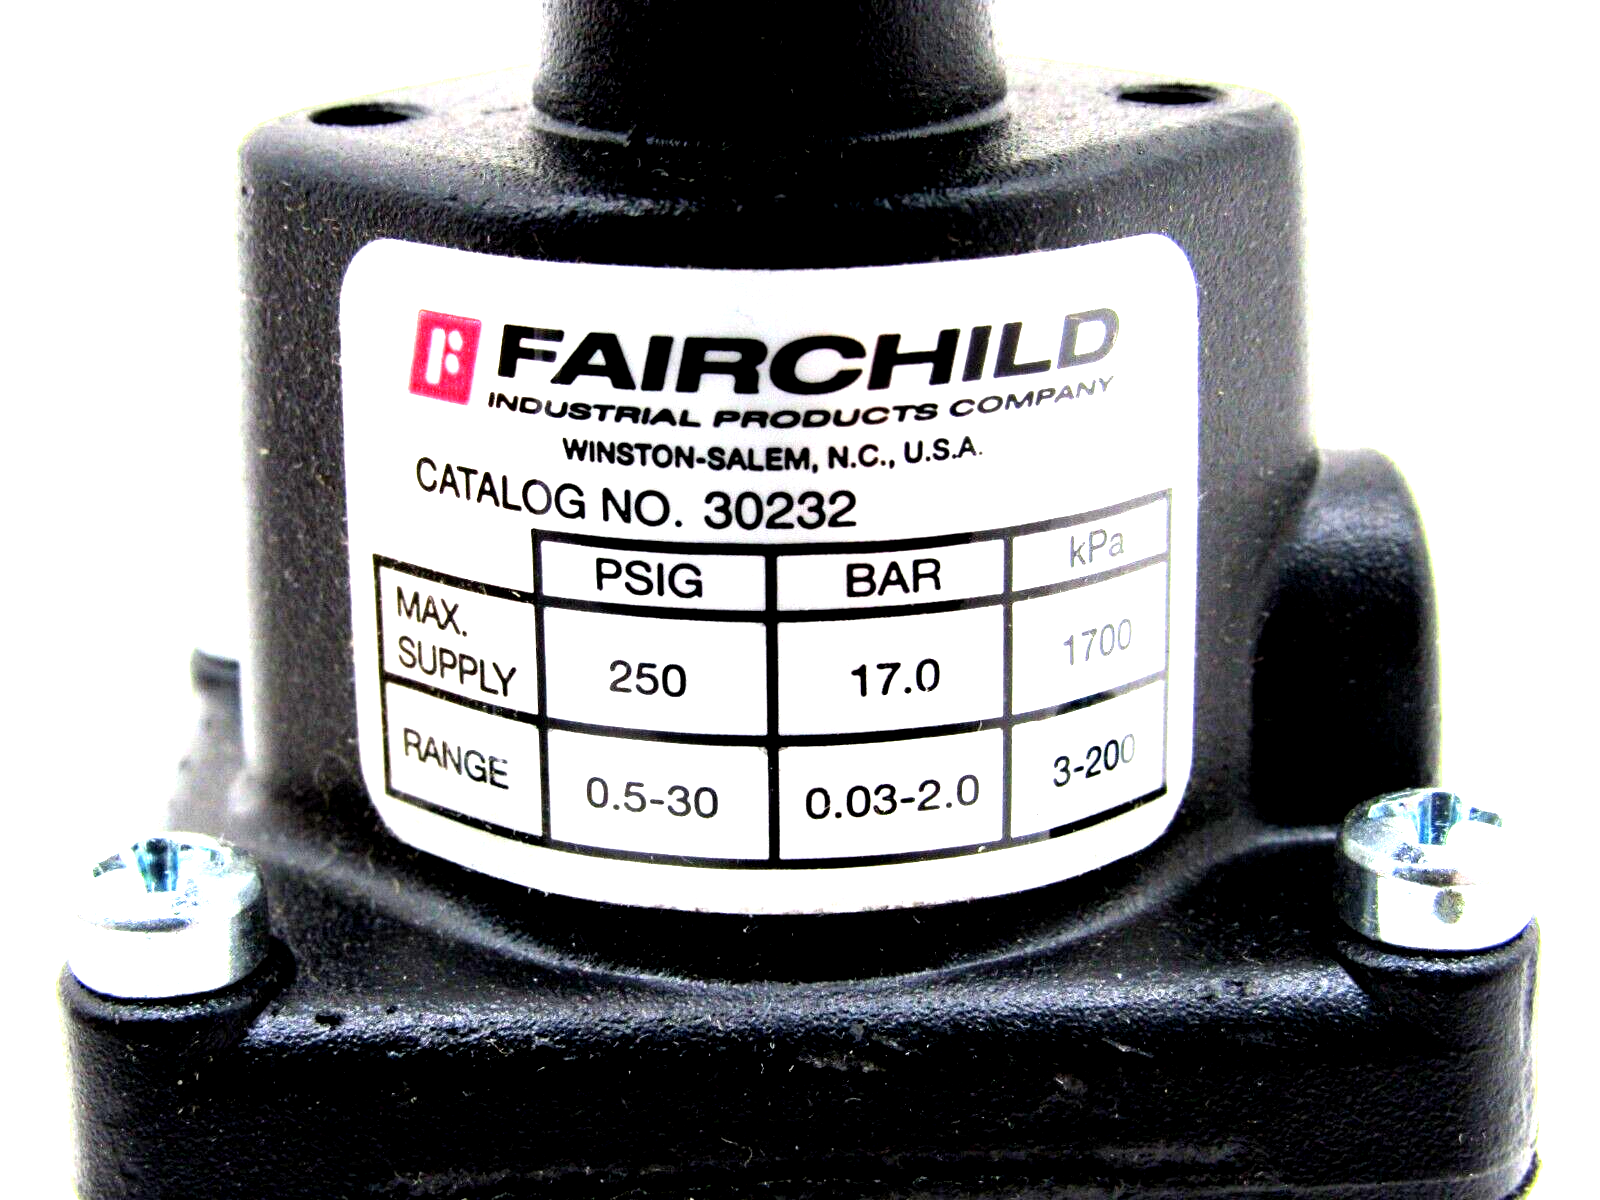 FAIRCHILD
INDUSTRIAL PRODUCTS COMPANY
WINSTON-SALEM, N.C., U.S.A.
CATALOG NO. 30232
PSIG BAR kPa
MAX. SUPPLY 250 17.0 1700
RANGE 0.5-30 0.03-2.0 3-200